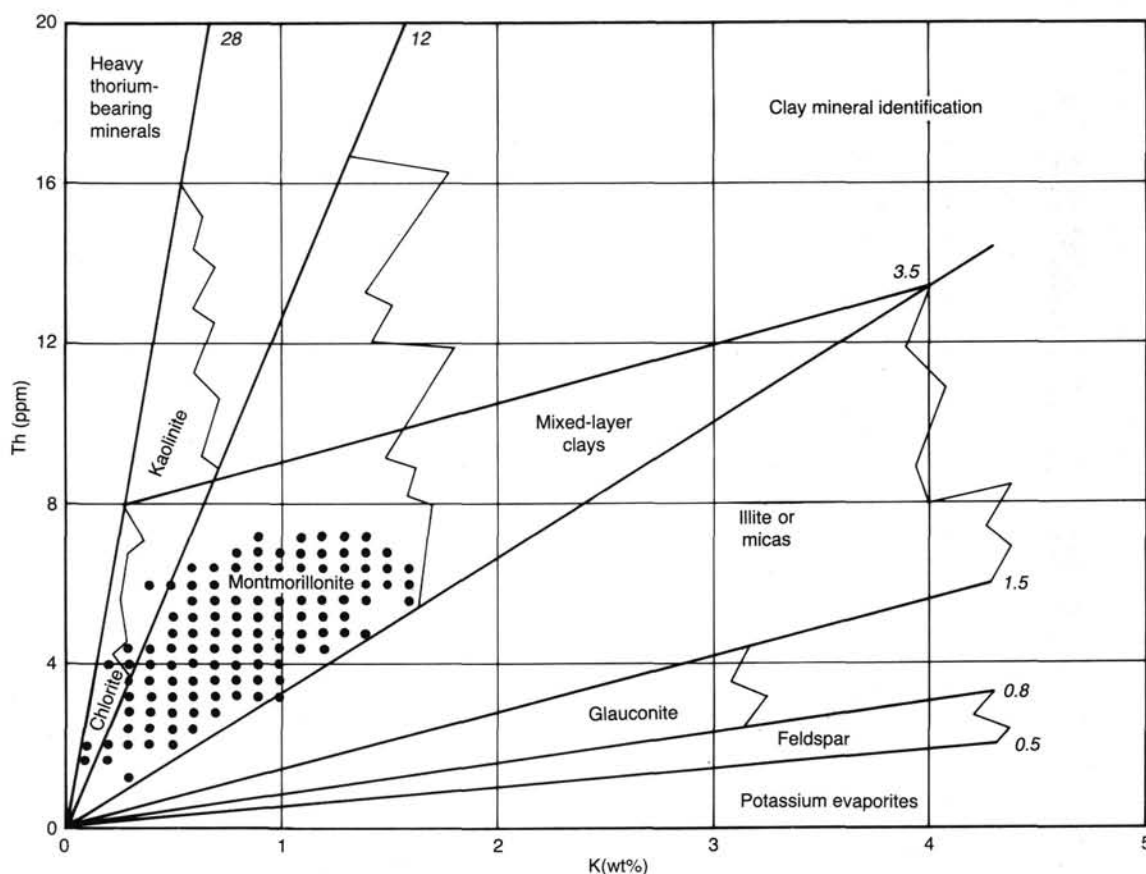 20
28
12
Heavy
thorium-
bearing
minerals
Clay mineral identification
16
3.5
12
Th (ppm)
Kaolinite
Mixed-layer
clays
8
Illite or
micas
Montmorillonite
1.5
4
Chlorite
Glauconite
0.8
Feldspar
0.5
Potassium evaporites
0
0
1
2
3
4
5
K(wt%)